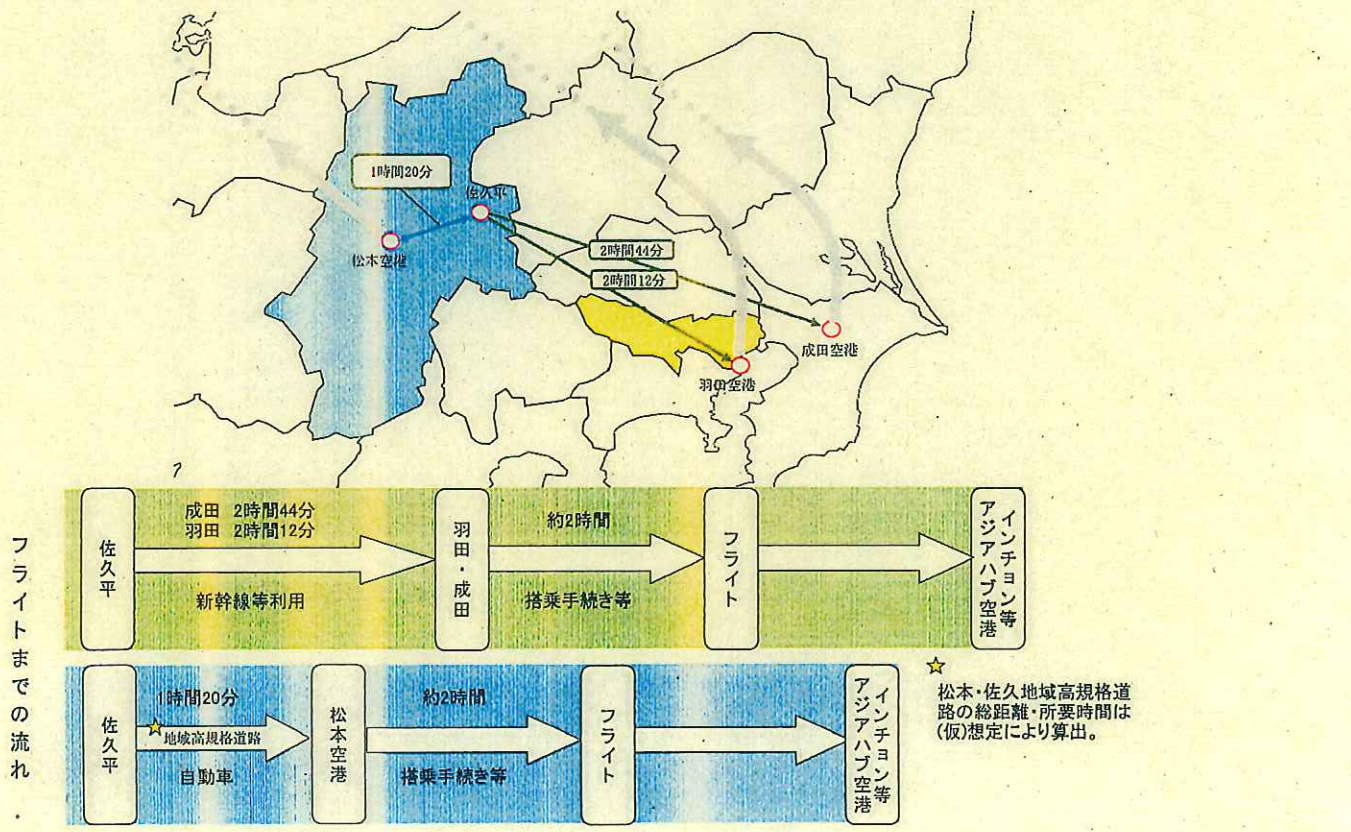 1時間20分
佐久平
松本空港
2時間44分
2時間12分
成田空港
羽田空港
フライトまでの流れ
佐久平
成田 2時間44分
羽田 2時間12分
新幹線等利用
羽田・成田
約2時間
搭乗手続き等
フライト
インチョン等
アジアハブ空港
佐久平
1時間20分
☆地域高規格道路
自動車
松本空港
約2時間
搭乗手続き等
フライト
インチョン等
アジアハブ空港
☆
松本・佐久地域高規格道
路の総距離・所要時間は
(仮)想定により算出。